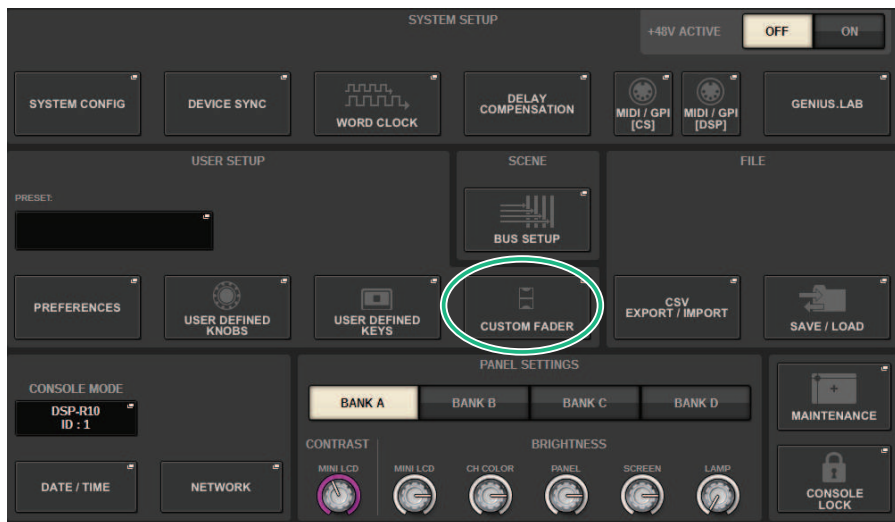 SYSTEM SETUP
+48V ACTIVE
OFF
ON
SYSTEM CONFIG
DEVICE SYNC
WORD CLOCK
DELAY
COMPENSATION
MIDI / GPI
[CS]
MIDI / GPI
[DSP]
GENIUS.LAB
USER SETUP
SCENE
FILE
PRESET:
BUS SETUP
PREFERENCES
USER DEFINED
KNOBS
USER DEFINED
KEYS
CUSTOM FADER
CSV
EXPORT / IMPORT
SAVE / LOAD
CONSOLE MODE
DSP-R10
ID : 1
PANEL SETTINGS
BANK A
BANK B
BANK C
BANK D
MAINTENANCE
CONTRAST
BRIGHTNESS
MINI LCD
MINI LCD
CH COLOR
PANEL
SCREEN
LAMP
DATE / TIME
NETWORK
CONSOLE
LOCK